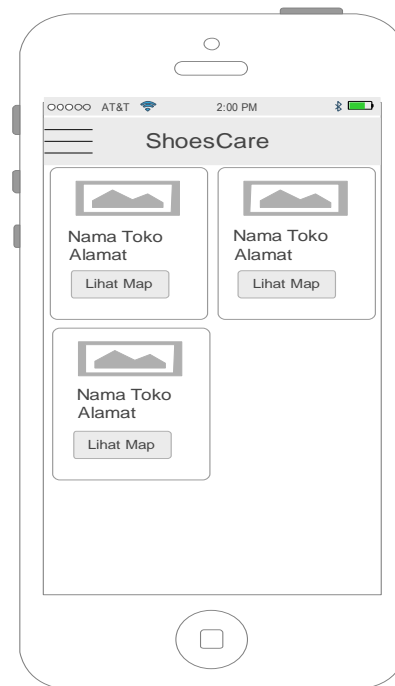 ooooo AT&T 2:00 PM
ShoesCare
Nama Toko
Alamat
Lihat Map
Nama Toko
Alamat
Lihat Map
Nama Toko
Alamat
Lihat Map